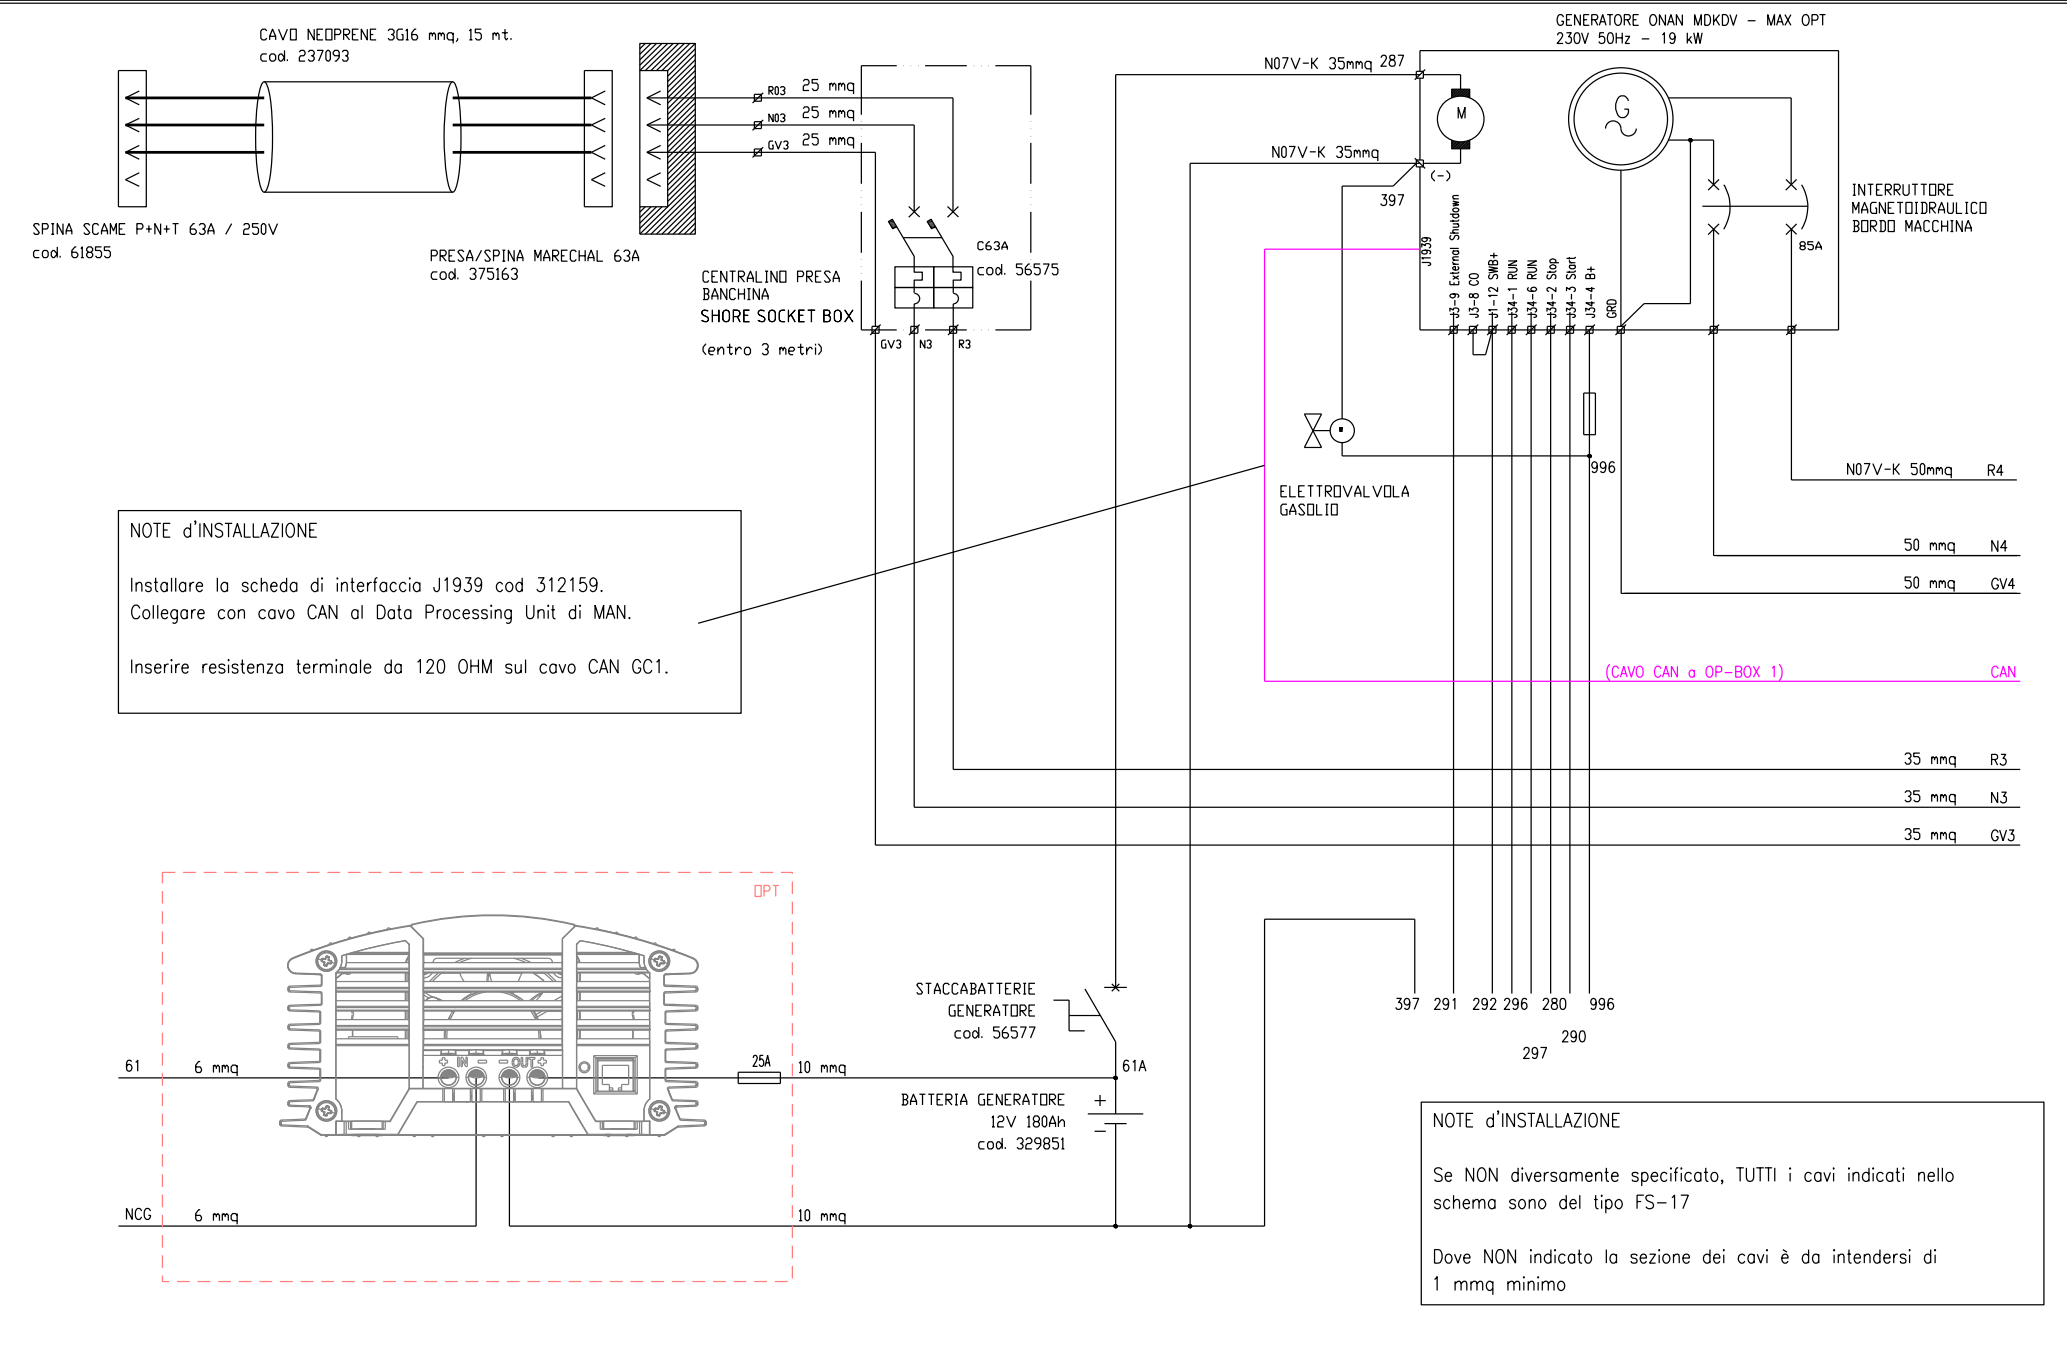 CAVO NEOPRENE 3G16 mmq, 15 mt.
cod. 237093
SPINA SCAME P+N+T 63A / 250V
cod. 61855
PRESA/SPINA MARECHAL 63A
cod. 375163
R03 25 mmq
N03 25 mmq
GV3 25 mmq
C63A
cod. 56575
CENTRALINO PRESA
BANCHINA
SHORE SOCKET BOX
(entro 3 metri)
GV3 N3 R3
GENERATORE ONAN MDKDV - MAX OPT
230V 50Hz - 19 kW
N07V-K 35mmq 287
N07V-K 35mmq
(-)
397
M
G
J1939
J3-9 External Shutdown
J3-8 CO
J1-12 SWB+
J34-1 RUN
J34-6 RUN
J34-2 Stop
J34-3 Start
J34-4 B+
GRD
INTERRUTTORE
MAGNETOIDRAULICO
BORDO MACCHINA
85A
996
ELETTROVALVOLA
GASOLIO
N07V-K 50mmq R4
50 mmq N4
50 mmq GV4
(CAVO CAN a OP-BOX 1) CAN
35 mmq R3
35 mmq N3
35 mmq GV3
NOTE d'INSTALLAZIONE
Installare la scheda di interfaccia J1939 cod 312159.
Collegare con cavo CAN al Data Processing Unit di MAN.
Inserire resistenza terminale da 120 OHM sul cavo CAN GC1.
OPT
+ IN - - OUT +
61 6 mmq
25A 10 mmq
NCG 6 mmq
10 mmq
STACCABATTERIE
GENERATORE
cod. 56577
61A
BATTERIA GENERATORE
12V 180Ah
cod. 329851
+
-
397 291 292 296 280 996
290
297
NOTE d'INSTALLAZIONE
Se NON diversamente specificato, TUTTI i cavi indicati nello
schema sono del tipo FS-17
Dove NON indicato la sezione dei cavi è da intendersi di
1 mmq minimo